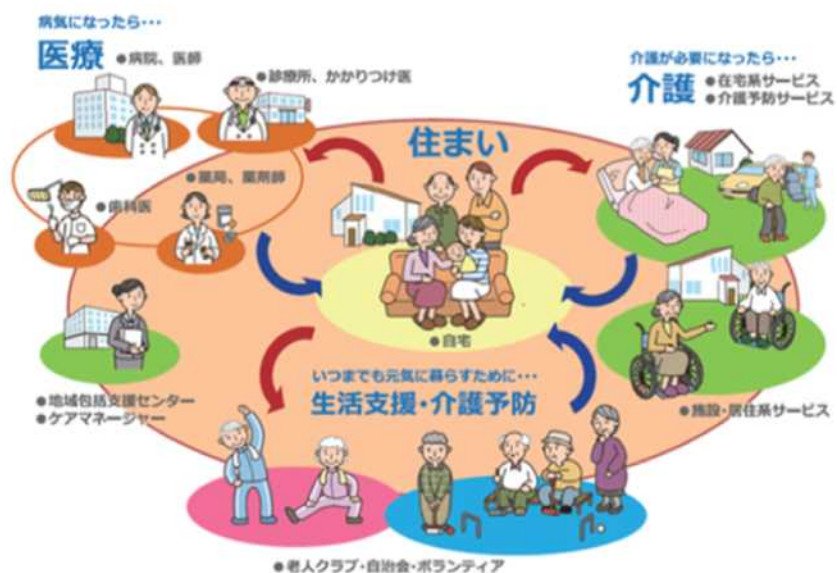 病気になったら･･･
医療
●病院、医師
●診療所、かかりつけ医
●歯科医
●薬局、薬剤師
介護が必要になったら･･･
介護
●在宅系サービス
●介護予防サービス
住まい
●自宅
●地域包括支援センター
●ケアマネージャー
●施設・居住系サービス
いつまでも元気に暮らすために･･･
生活支援・介護予防
●老人クラブ・自治会・ボランティア